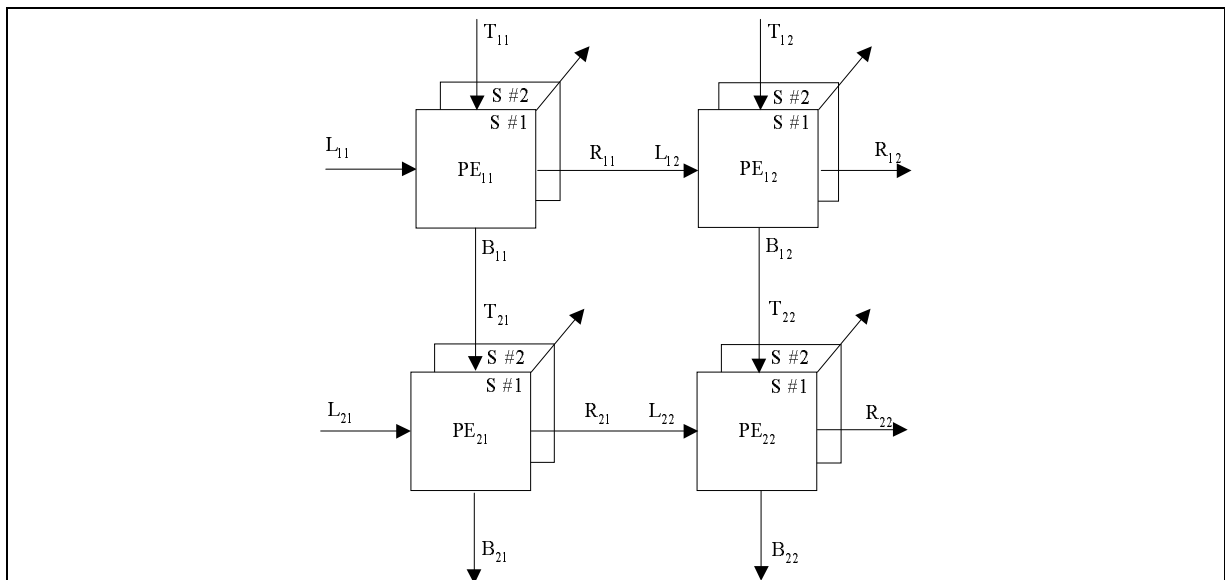 T11 T12
S #2 S #2
S #1 S #1
L11 R11 L12 R12
PE11 PE12
B11 B12
T21 T22
S #2 S #2
S #1 S #1
L21 R21 L22 R22
PE21 PE22
B21 B22